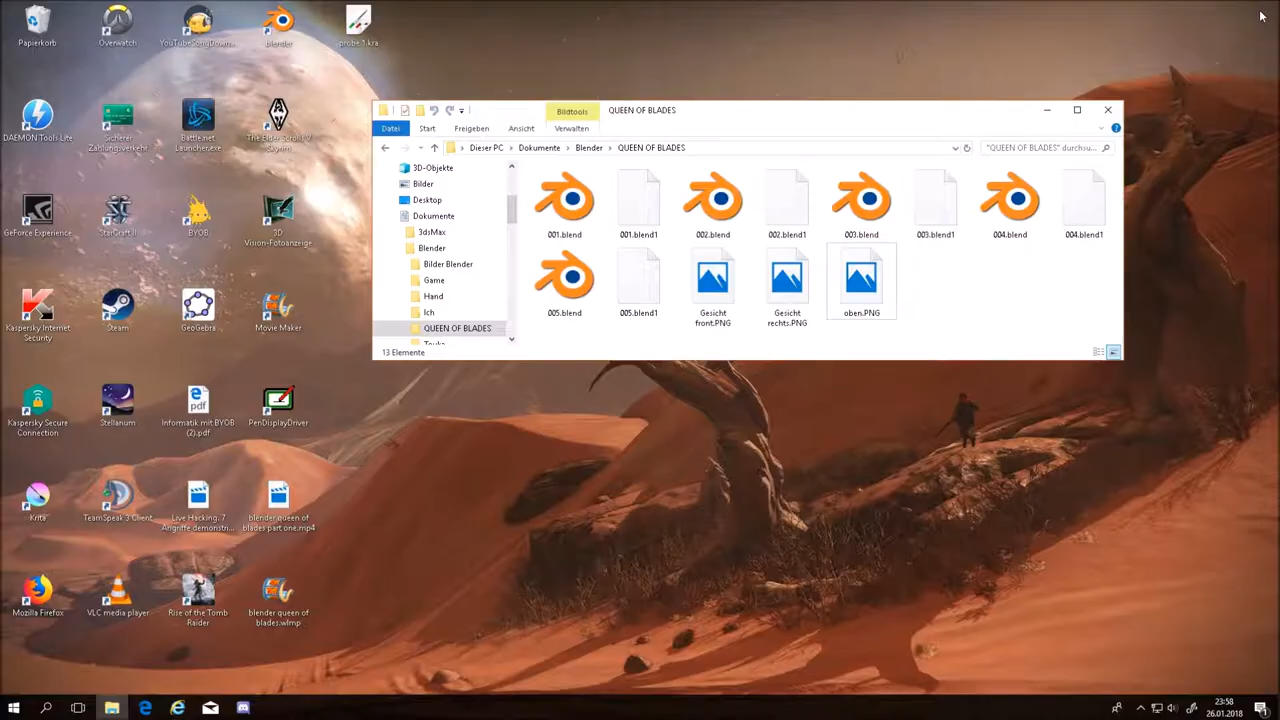 Papierkorb
Overwatch
YouTubeSongDown...
blender
probe 1.kra
DAEMON Tools Lite
Sicherer
Zahlungsverkehr
Battle.net
Launcher.exe
The Elder Scrolls V
Skyrim
GeForce Experience
StarCraft II
BYOB
3D
Vision-Fotoanzeige
Kaspersky Internet
Security
Steam
GeoGebra
Movie Maker
Kaspersky Secure
Connection
Stellarium
Informatik mit BYOB
(2).pdf
PenDisplayDriver
Krita
TeamSpeak 3 Client
Live Hacking. 7
Angriffe demonstri...
blender queen of
blades part one.mp4
Mozilla Firefox
VLC media player
Rise of the Tomb
Raider
blender queen of
blades.wlmp
Bildtools
QUEEN OF BLADES
Datei
Start
Freigeben
Ansicht
Verwalten
Dieser PC
Dokumente
Blender
QUEEN OF BLADES
"QUEEN OF BLADES" durchsu...
3D-Objekte
Bilder
Desktop
Dokumente
3dsMax
Blender
Bilder Blender
Game
Hand
Ich
QUEEN OF BLADES
001.blend
001.blend1
002.blend
002.blend1
003.blend
003.blend1
004.blend
004.blend1
005.blend
005.blend1
Gesicht
front.PNG
Gesicht
rechts.PNG
oben.PNG
13 Elemente
23:58
26.01.2018